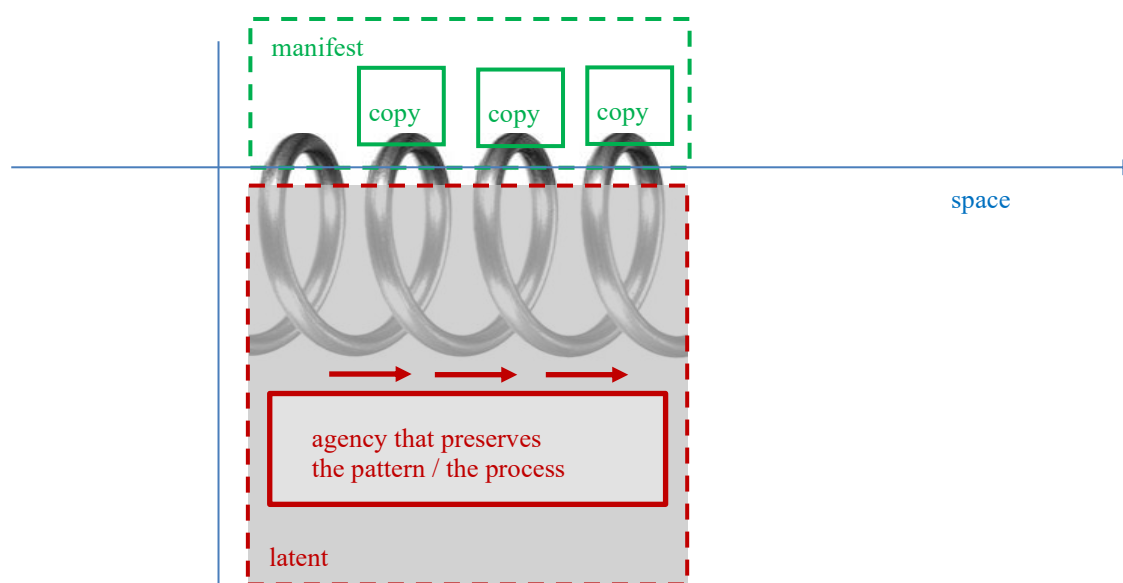 manifest
copy
copy
copy
space
agency that preserves
the pattern / the process
latent